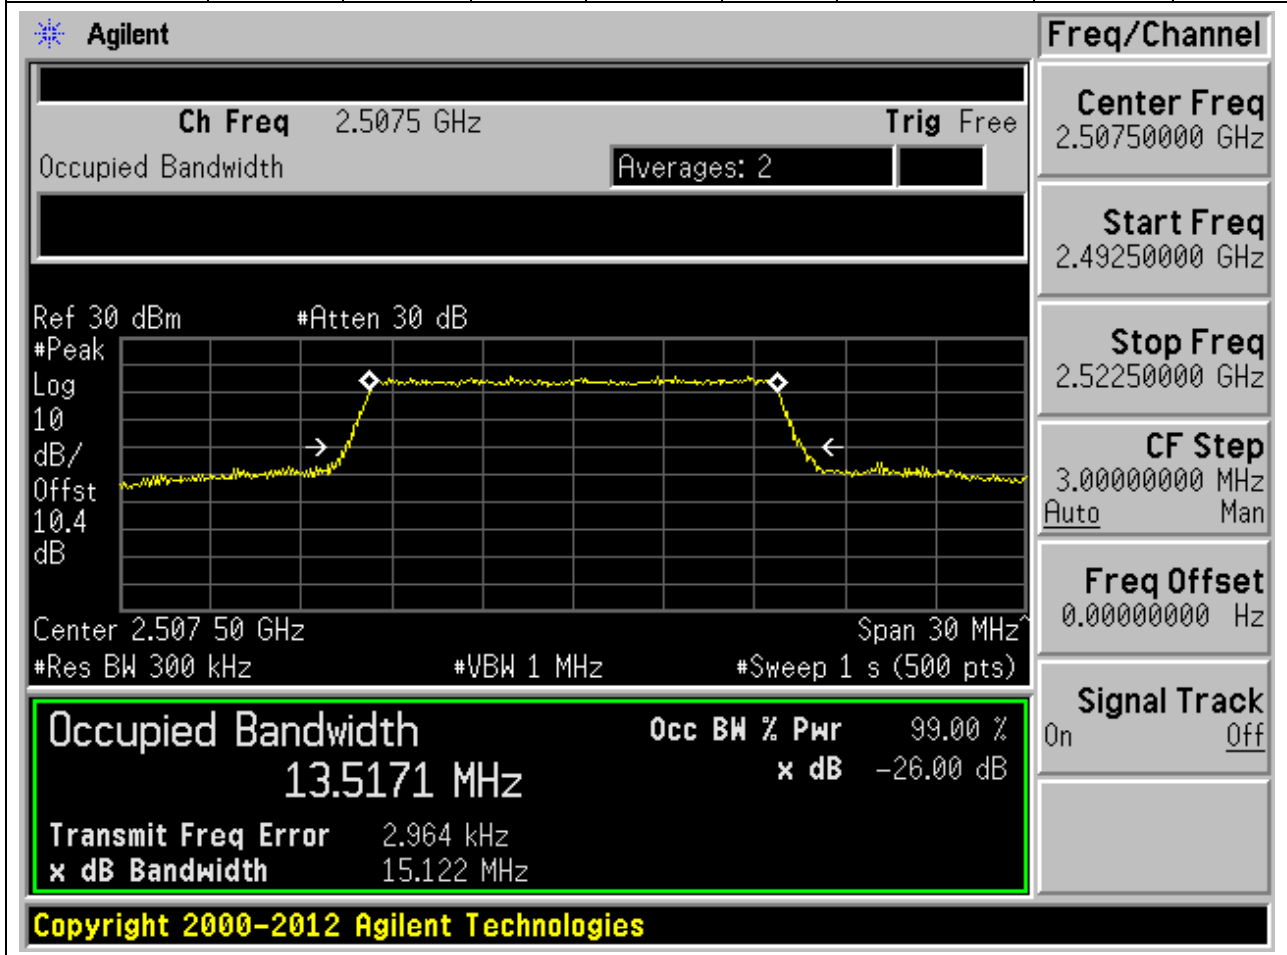 Agilent
Freq/Channel
Ch Freq 2.5075 GHz Trig Free
Occupied Bandwidth Averages: 2
Center Freq
2.50750000 GHz
Start Freq
2.49250000 GHz
Stop Freq
2.52250000 GHz
CF Step
3.00000000 MHz
Auto Man
Freq Offset
0.00000000 Hz
Signal Track
On Off
Ref 30 dBm #Atten 30 dB
#Peak
Log
10
dB/
Offst
10.4
dB
Center 2.507 50 GHz Span 30 MHz^
#Res BW 300 kHz #VBW 1 MHz #Sweep 1 s (500 pts)
Occupied Bandwidth Occ BW % Pwr 99.00 %
13.5171 MHz x dB -26.00 dB
Transmit Freq Error 2.964 kHz
x dB Bandwidth 15.122 MHz
Copyright 2000-2012 Agilent Technologies